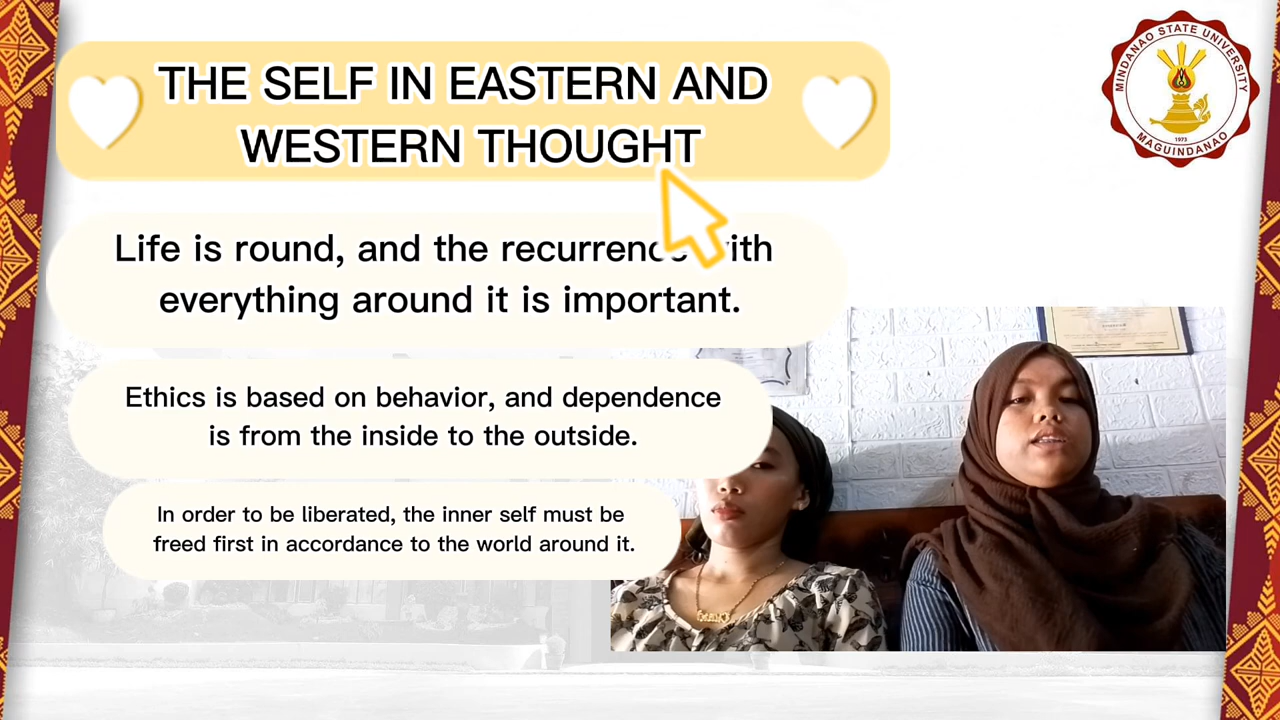 THE SELF IN EASTERN AND
WESTERN THOUGHT
MINDANAO STATE UNIVERSITY
1973
MAGUINDANAO
Life is round, and the recurrence with
everything around it is important.
Ethics is based on behavior, and dependence
is from the inside to the outside.
In order to be liberated, the inner self must be
freed first in accordance to the world around it.